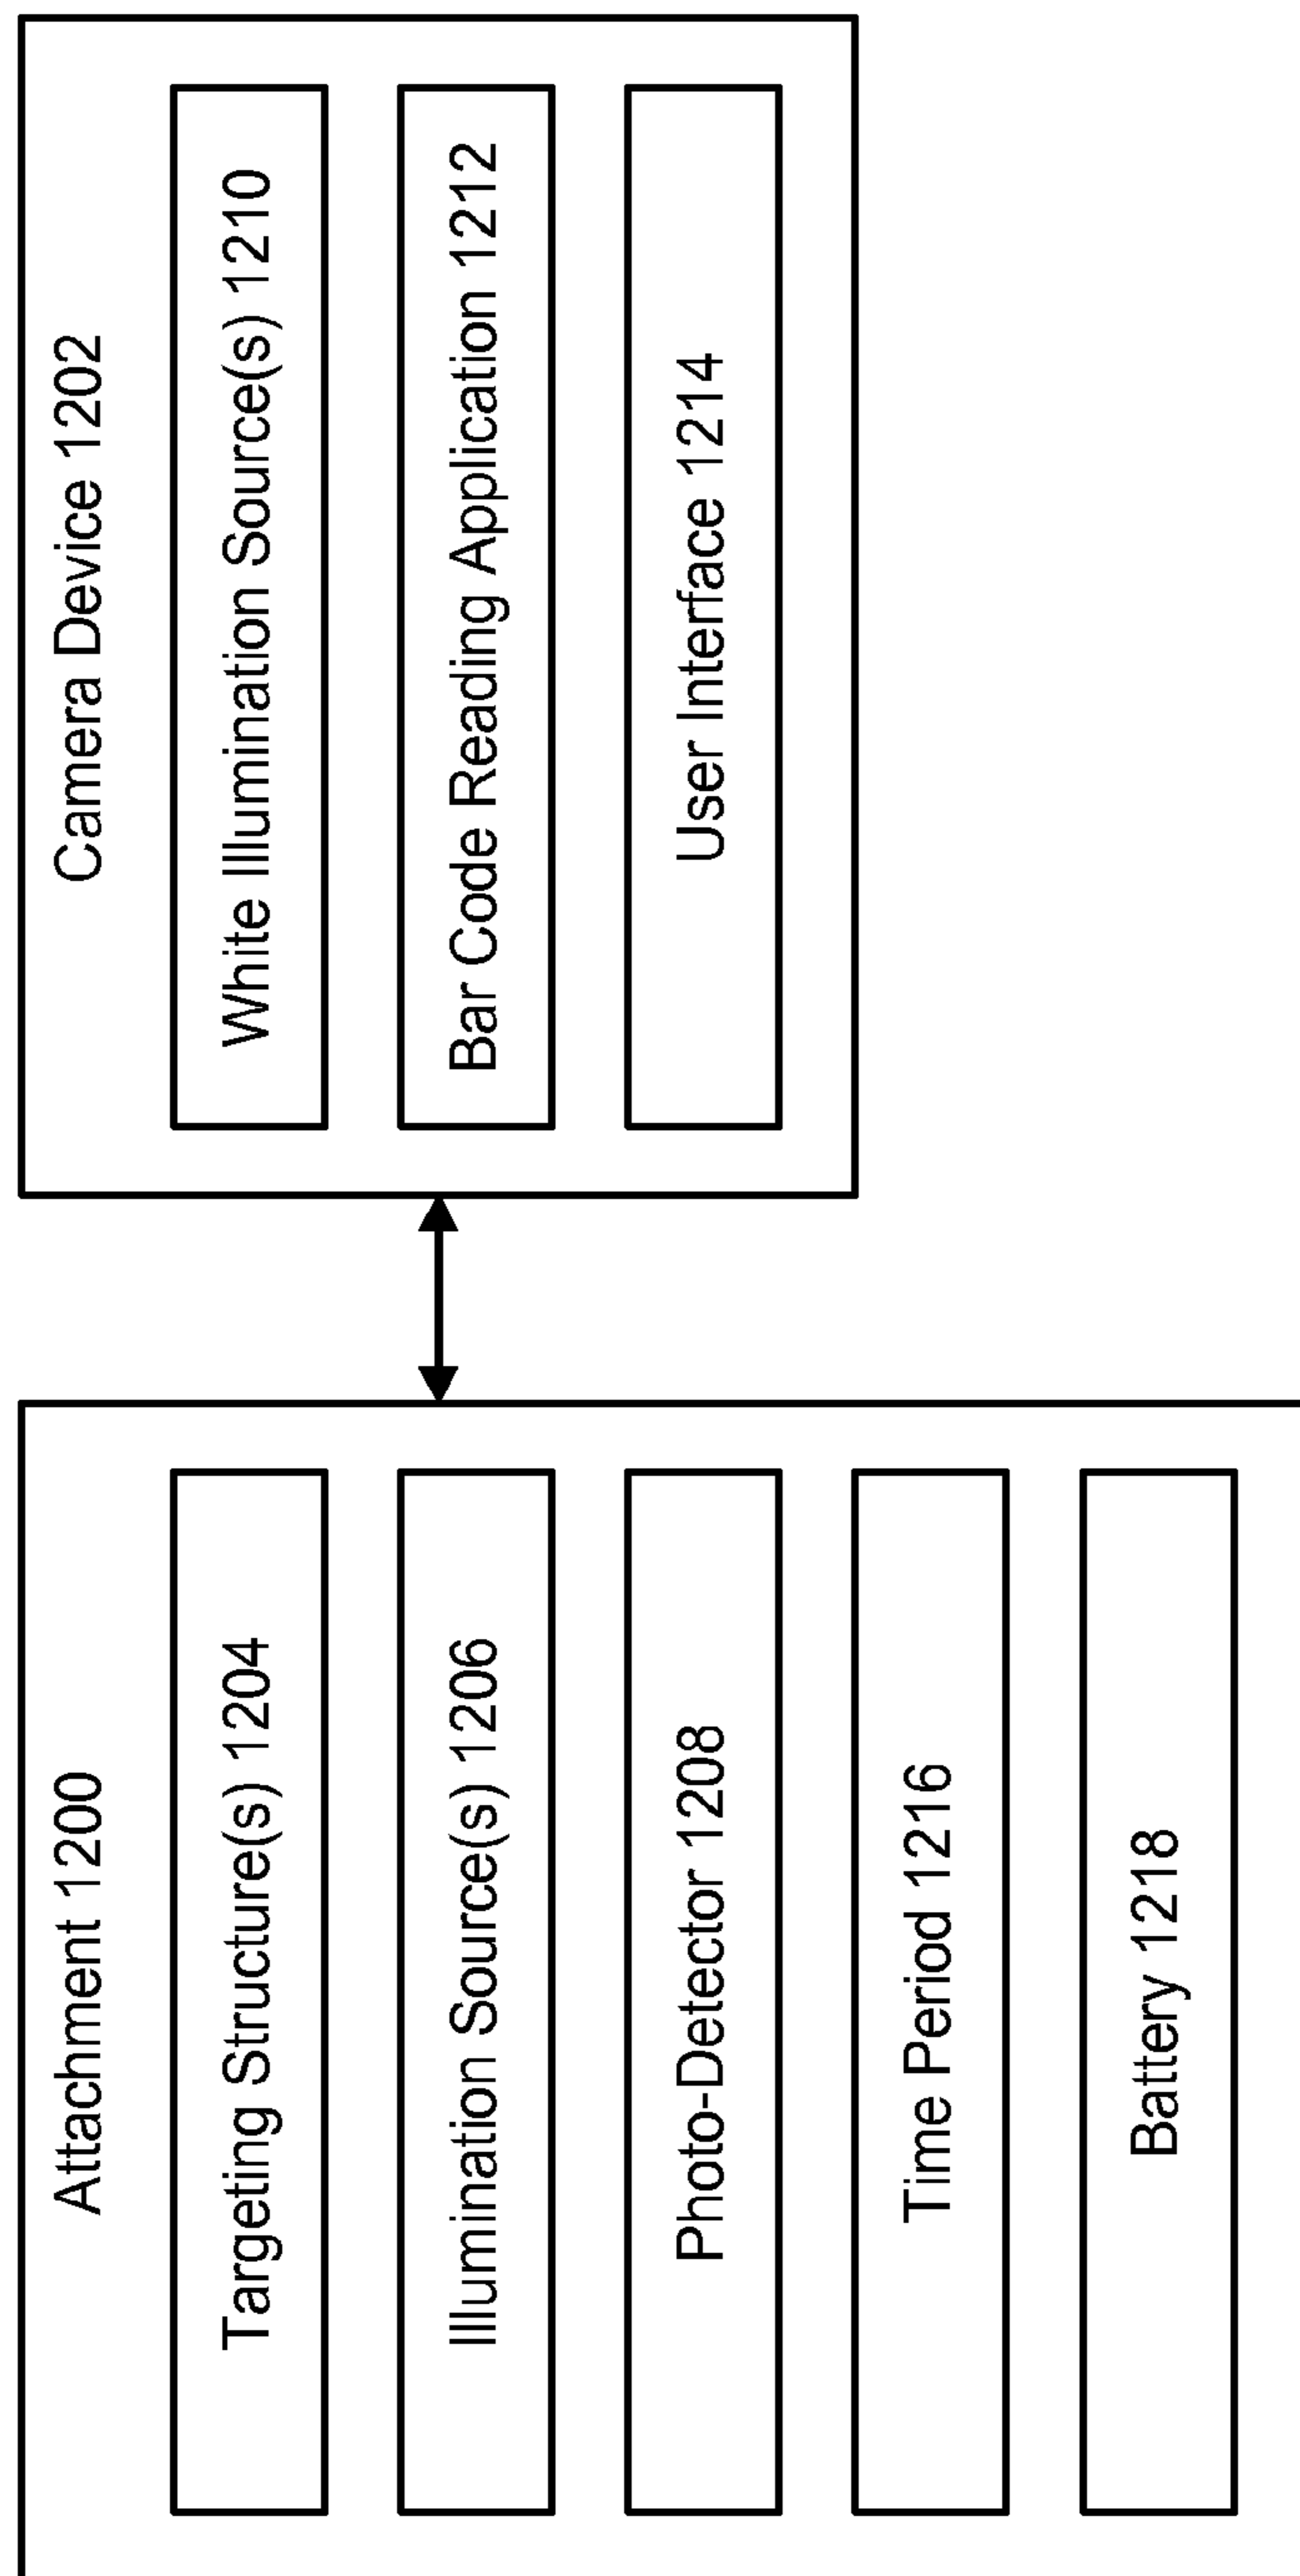 Attachment 1200
Targeting Structure(s) 1204
Illumination Source(s) 1206
Photo-Detector 1208
Time Period 1216
Battery 1218
Camera Device 1202
White Illumination Source(s) 1210
Bar Code Reading Application 1212
User Interface 1214